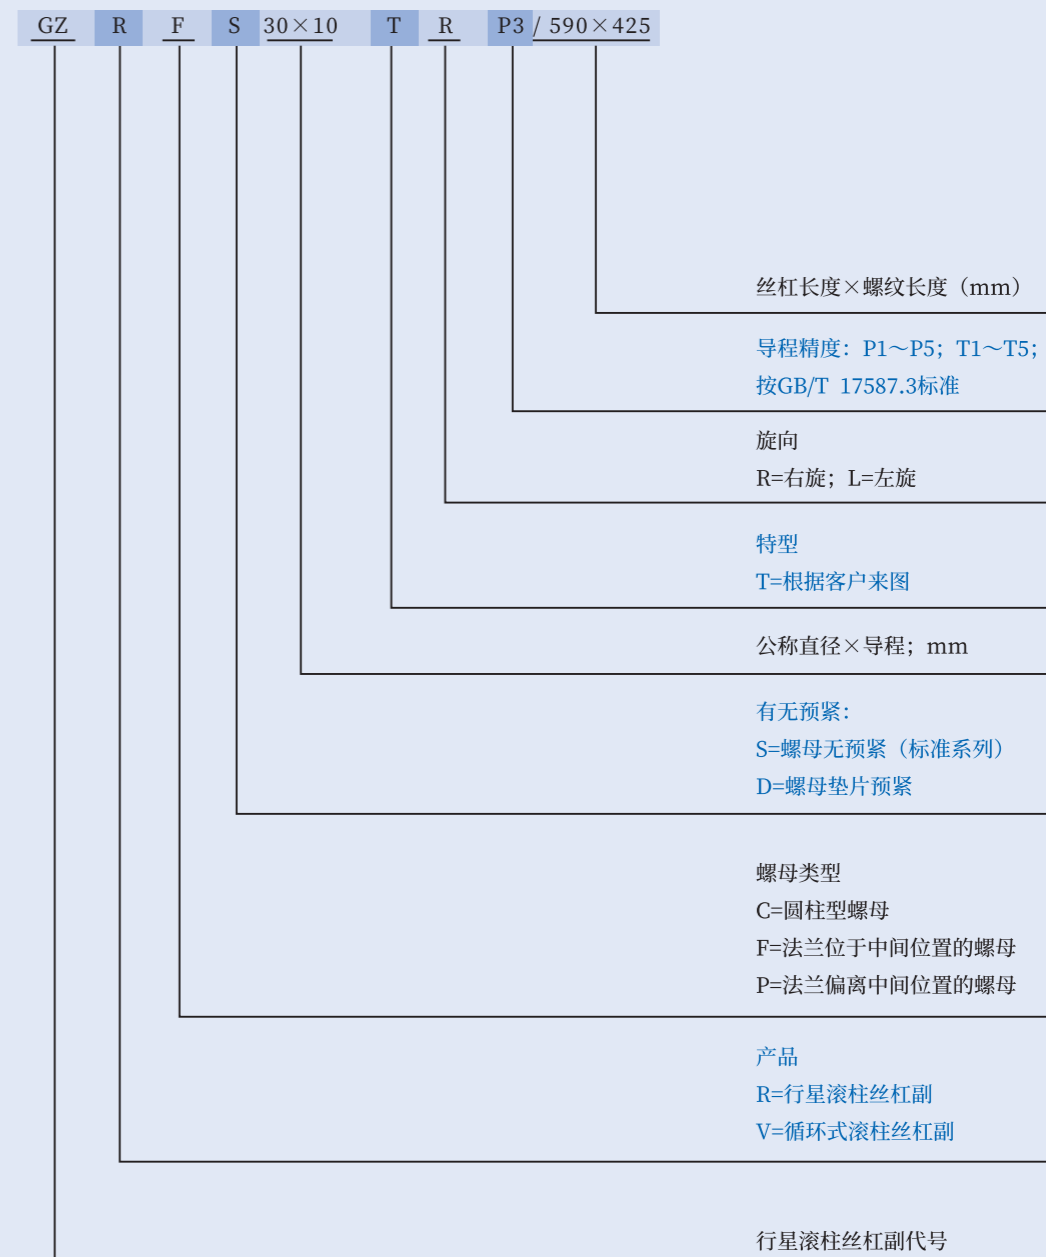 GZ R F S 30×10 T R P3 / 590×425
丝杠长度×螺纹长度（mm）
导程精度：P1～P5；T1～T5；
按GB/T 17587.3标准
旋向
R=右旋；L=左旋
特型
T=根据客户来图
公称直径×导程；mm
有无预紧：
S=螺母无预紧（标准系列）
D=螺母垫片预紧
螺母类型
C=圆柱型螺母
F=法兰位于中间位置的螺母
P=法兰偏离中间位置的螺母
产品
R=行星滚柱丝杠副
V=循环式滚柱丝杠副
行星滚柱丝杠副代号